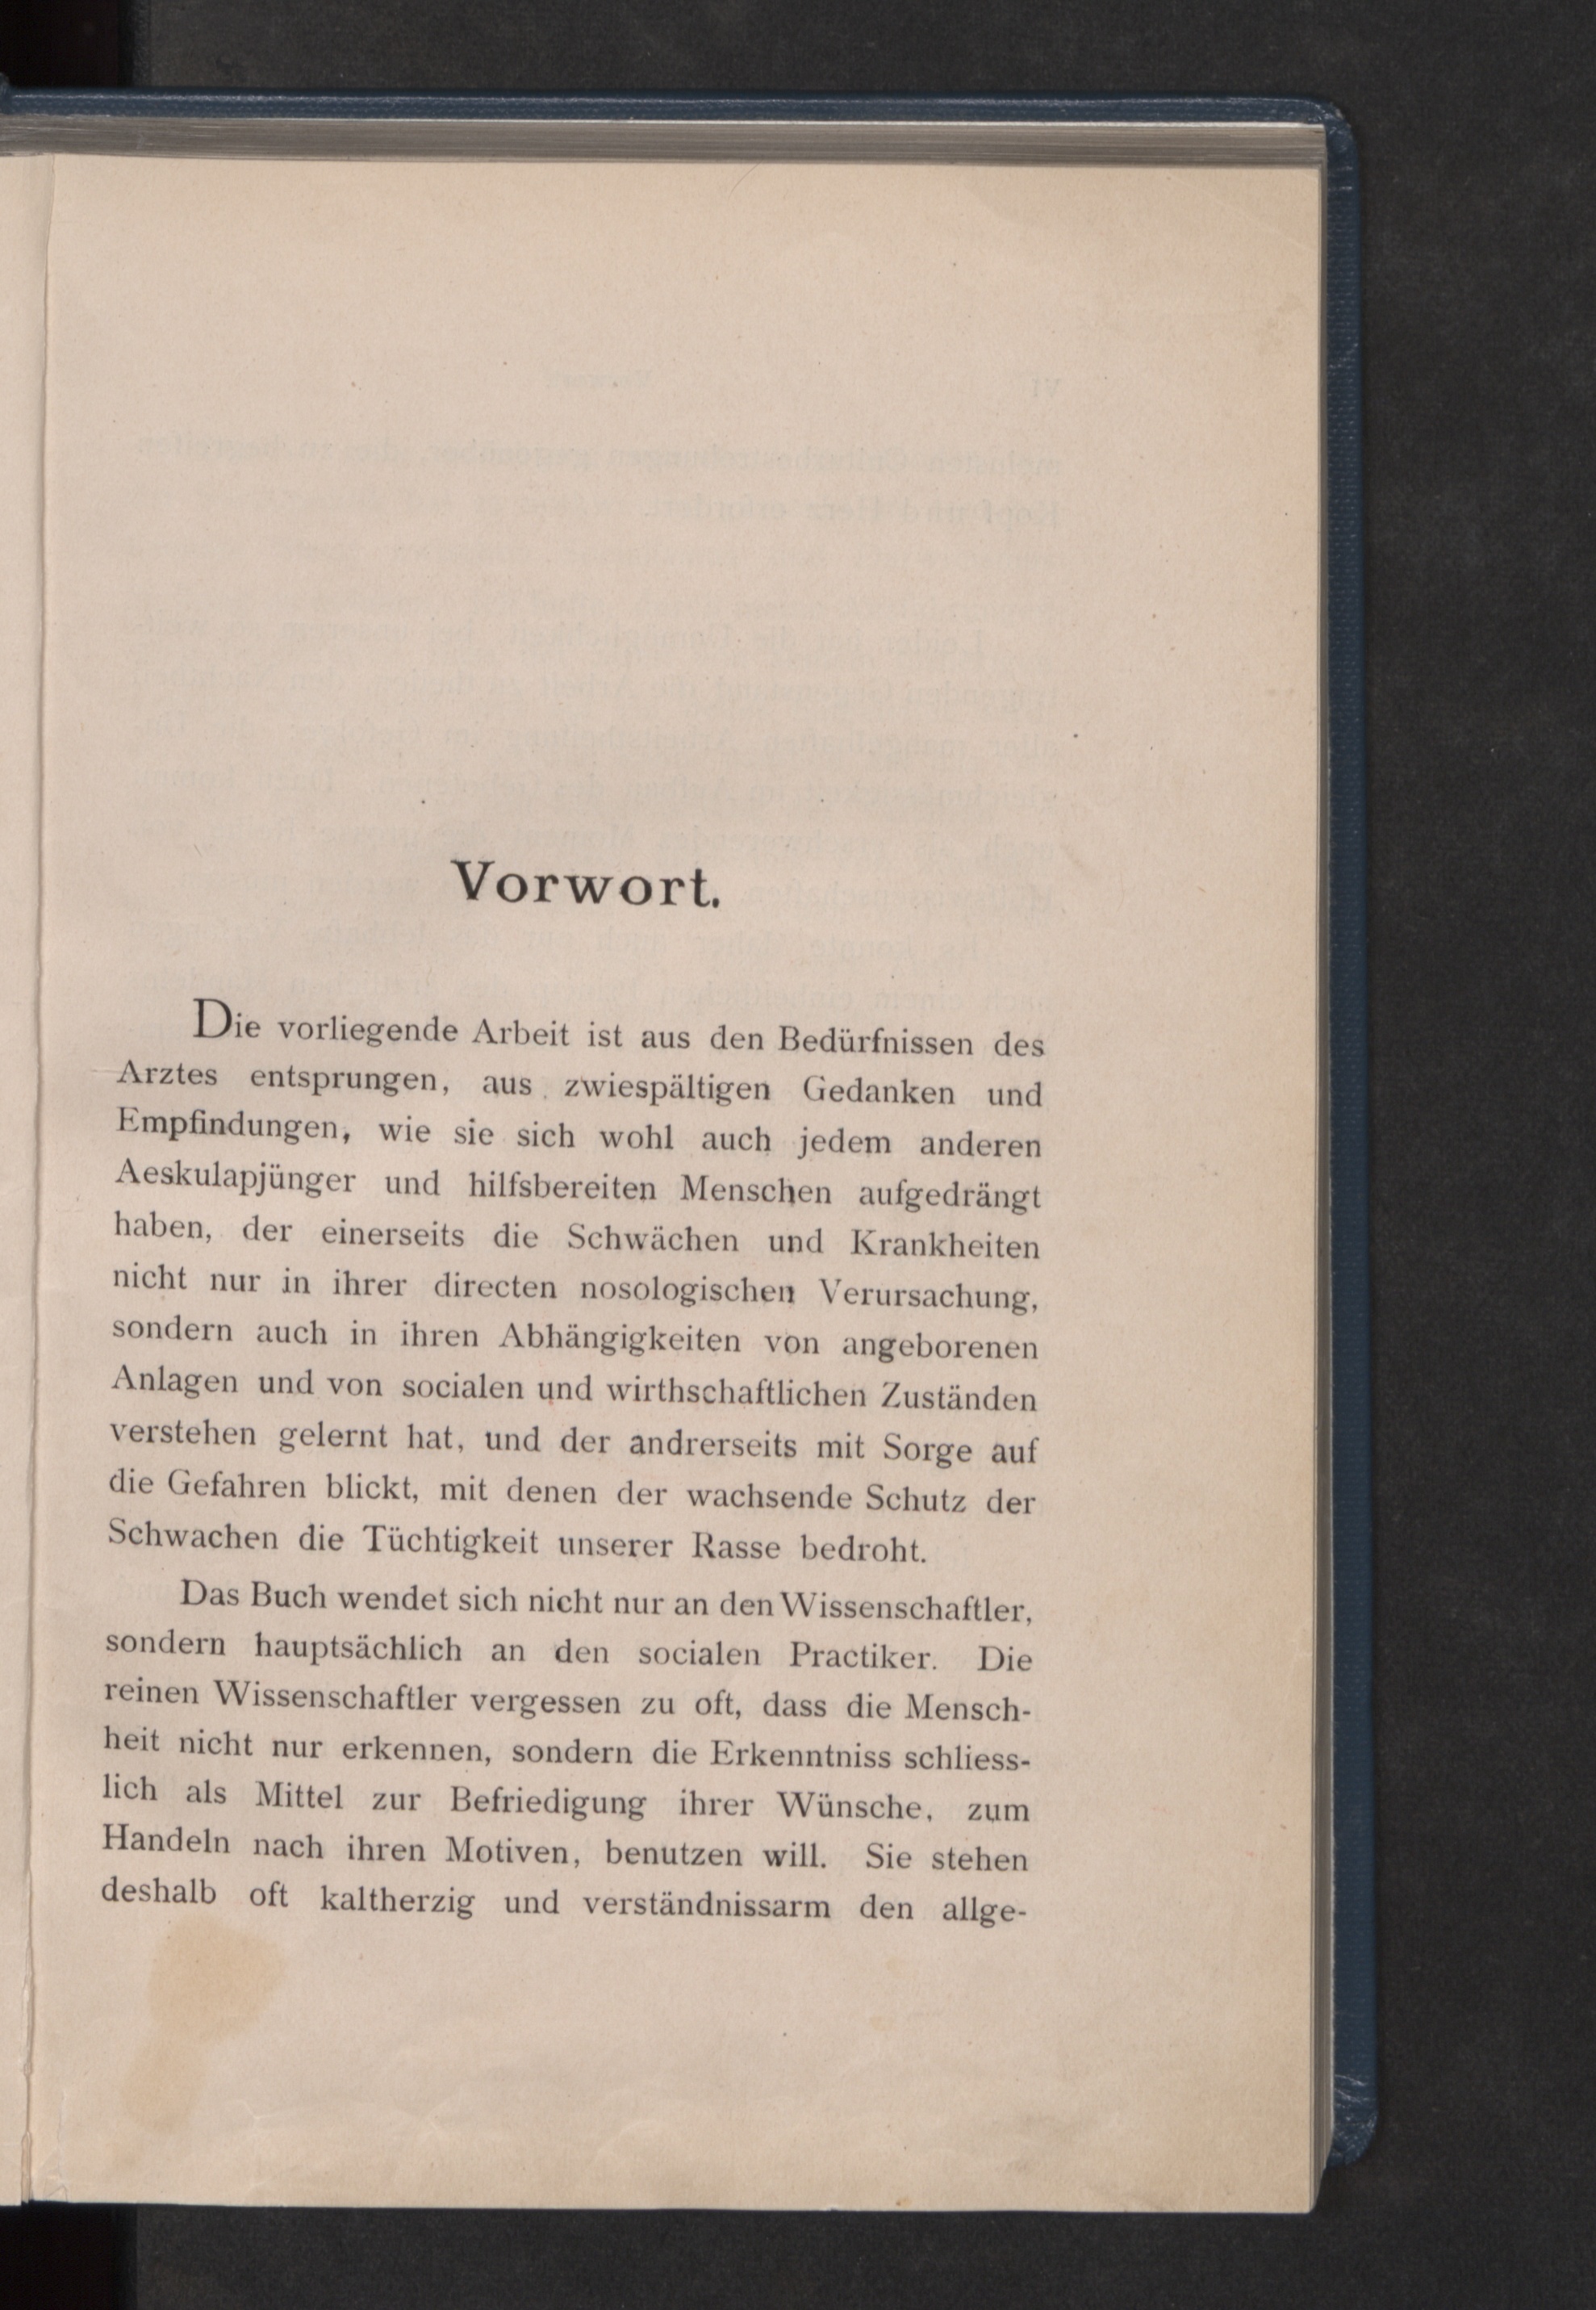 Vorwort.
Die vorliegende Arbeit ist aus den Bedürfnissen des
Arztes entsprungen, aus zwiespältigen Gedanken und
Empfindungen, wie sie sich wohl auch jedem anderen
Aeskulapjünger und hilfsbereiten Menschen aufgedrängt
haben, der einerseits die Schwächen und Krankheiten
nicht nur in ihrer directen nosologischen Verursachung,
sondern auch in ihren Abhängigkeiten von angeborenen
Anlagen und von socialen und wirthschaftlichen Zuständen
verstehen gelernt hat, und der andrerseits mit Sorge auf
die Gefahren blickt, mit denen der wachsende Schutz der
Schwachen die Tüchtigkeit unserer Rasse bedroht.
Das Buch wendet sich nicht nur an den Wissenschaftler,
sondern hauptsächlich an den socialen Practiker. Die
reinen Wissenschaftler vergessen zu oft, dass die Mensch-
heit nicht nur erkennen, sondern die Erkenntniss schliess-
lich als Mittel zur Befriedigung ihrer Wünsche, zum
Handeln nach ihren Motiven, benutzen will. Sie stehen
deshalb oft kaltherzig und verständnissarm den allge-